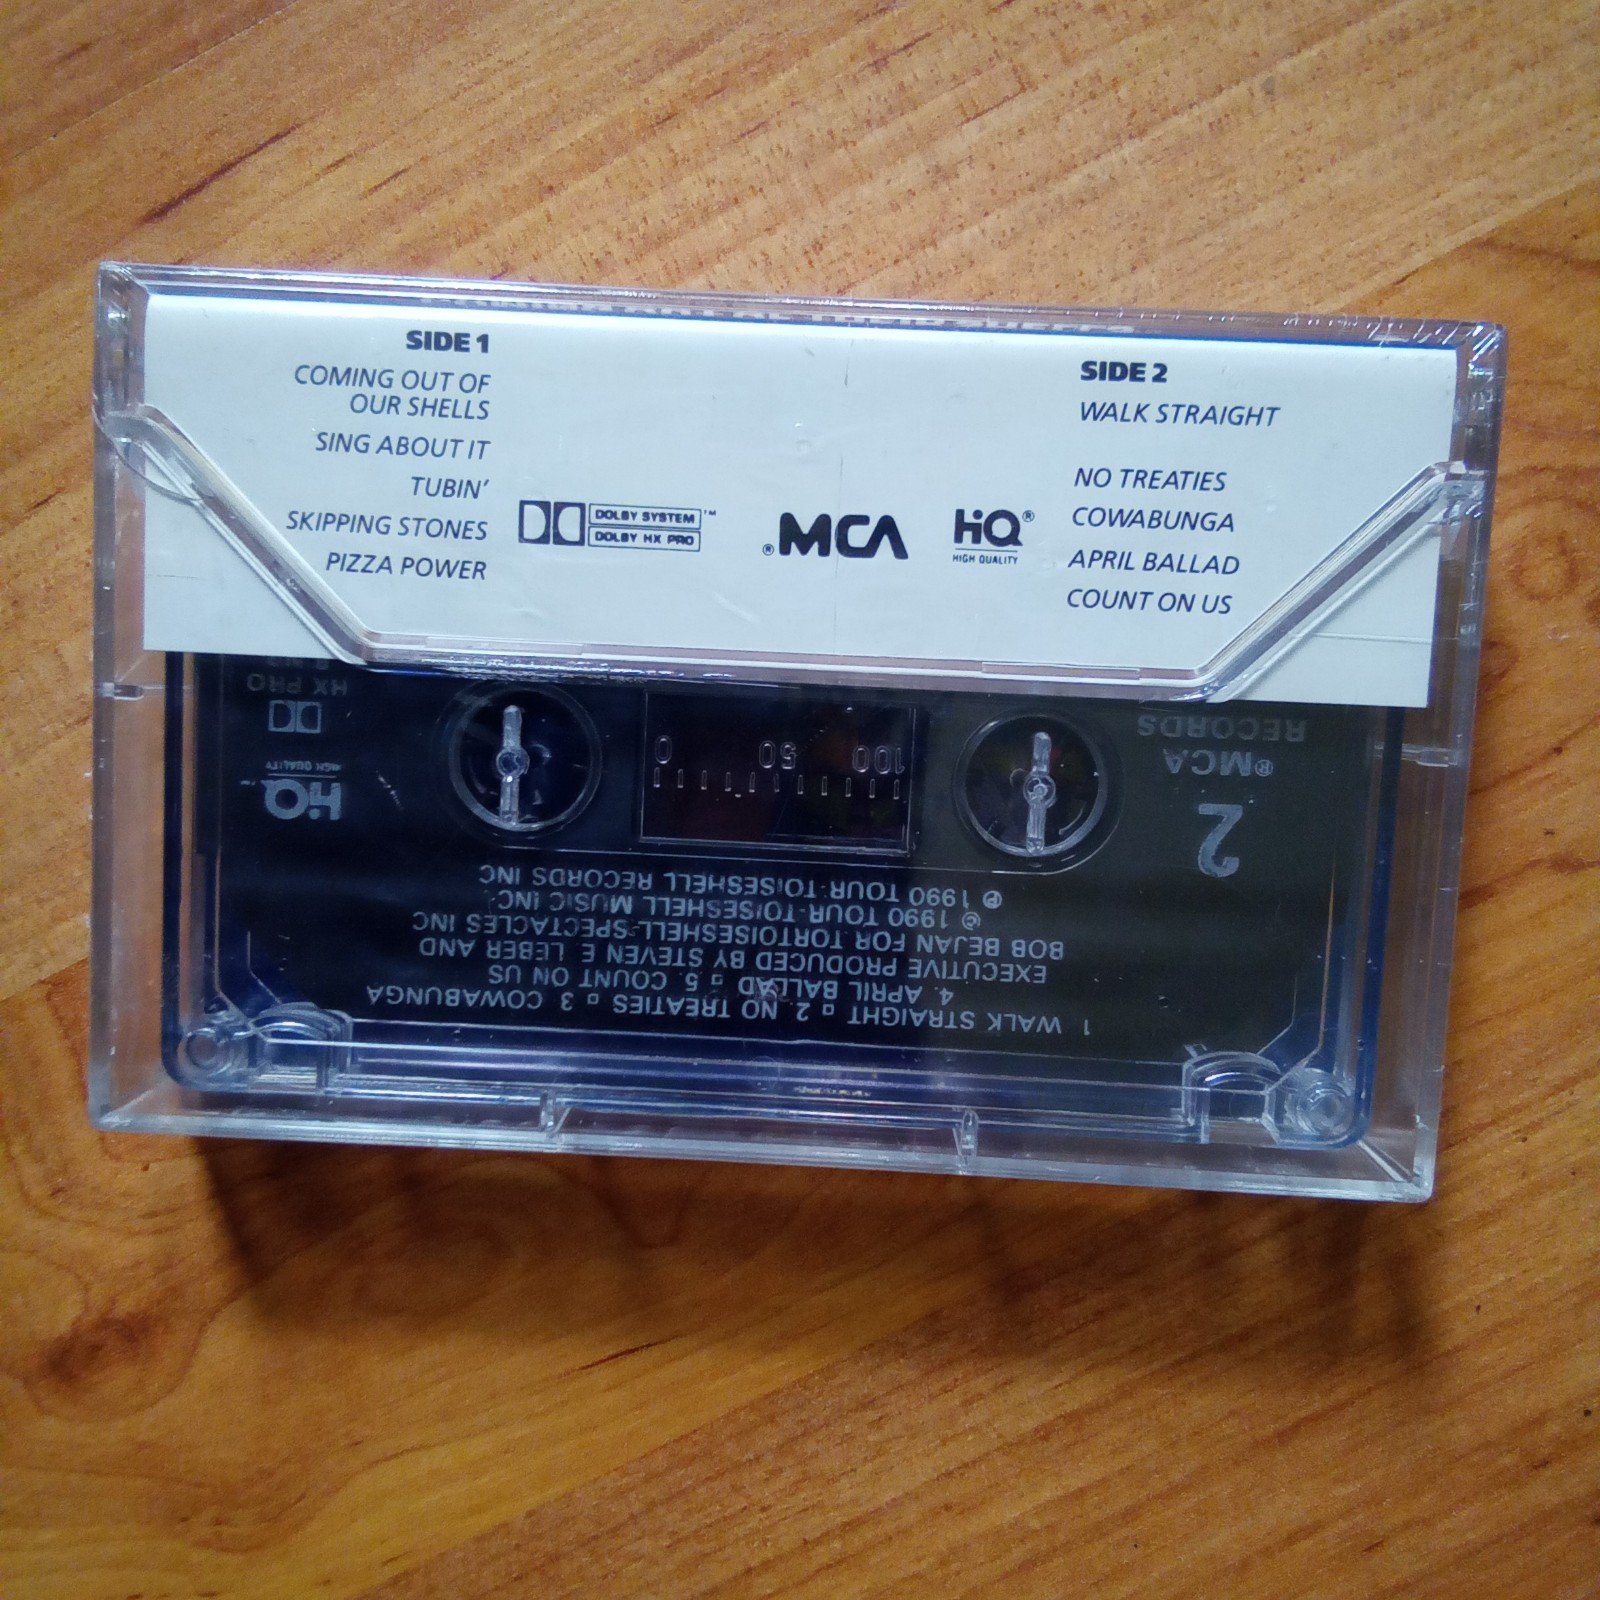 SIDE 1
COMING OUT OF
OUR SHELLS
SING ABOUT IT
TUBIN'
SKIPPING STONES
PIZZA POWER
DOLBY SYSTEM™
DOLBY HX PRO
®MCA
HiQ®
HIGH QUALITY
SIDE 2
WALK STRAIGHT
NO TREATIES
COWABUNGA
APRIL BALLAD
COUNT ON US
1 WALK STRAIGHT ▫ 2. NO TREATIES ▫ 3. COWABUNGA
4. APRIL BALLAD ▫ 5. COUNT ON US
EXECUTIVE PRODUCED BY STEVEN E. LEBER AND
BOB BEJAN FOR TORTOISESHELL SPECTACLES INC
© 1990 TOUR-TOISESHELL MUSIC INC.
℗ 1990 TOUR-TOISESHELL RECORDS INC
2
®MCA
RECORDS
100
50
0
HiQ™
HIGH QUALITY
HX PRO